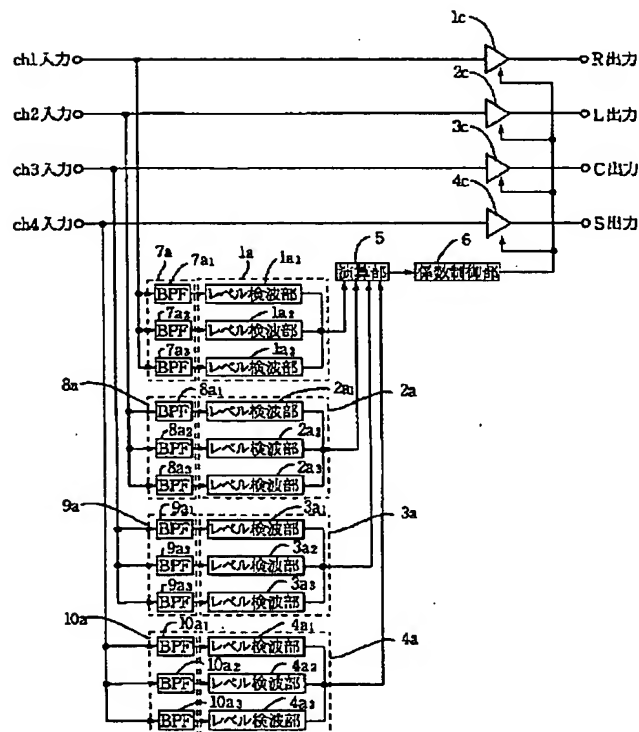 1c
ch1入力
R出力
2c
ch2入力
L出力
3c
ch3入力
C出力
4c
ch4入力
S出力
7a
7a1
1a
1a1
5
6
演算部
係数制御部
BPF
レベル検波部
7a2
1a2
BPF
レベル検波部
7a3
1a3
BPF
レベル検波部
8a
8a1
2a1
2a
BPF
レベル検波部
8a2
2a2
BPF
レベル検波部
8a3
2a3
BPF
レベル検波部
9a
9a1
3a1
3a
BPF
レベル検波部
9a2
3a2
BPF
レベル検波部
9a3
3a3
BPF
レベル検波部
10a
10a1
4a1
4a
BPF
レベル検波部
10a2
4a2
BPF
レベル検波部
10a3
4a3
BPF
レベル検波部